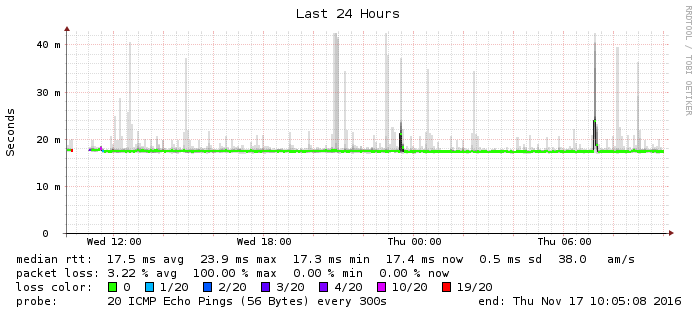 Last 24 Hours
RRDTOOL / TOBI OETIKER
Seconds
40 m
30 m
20 m
10 m
0
Wed 12:00 Wed 18:00 Thu 00:00 Thu 06:00
median rtt: 17.5 ms avg 23.9 ms max 17.3 ms min 17.4 ms now 0.5 ms sd 38.0 am/s
packet loss: 3.22 % avg 100.00 % max 0.00 % min 0.00 % now
loss color: 0 1/20 2/20 3/20 4/20 10/20 19/20
probe: 20 ICMP Echo Pings (56 Bytes) every 300s end: Thu Nov 17 10:05:08 2016